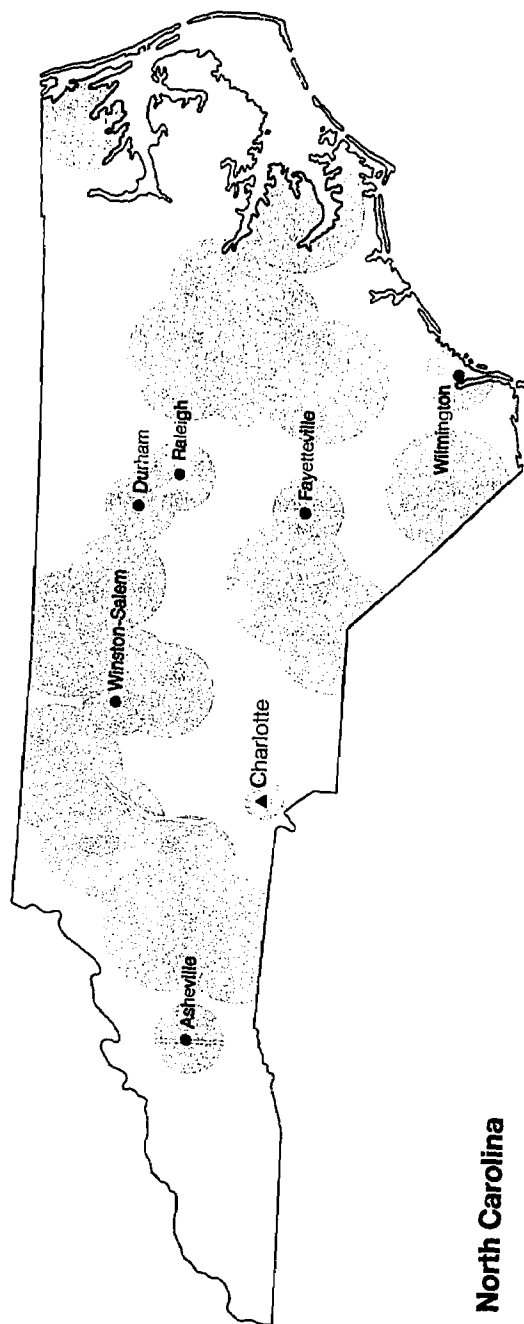 Asheville
Winston-Salem
Durham
Raleigh
Charlotte
Fayetteville
Wilmington
North Carolina